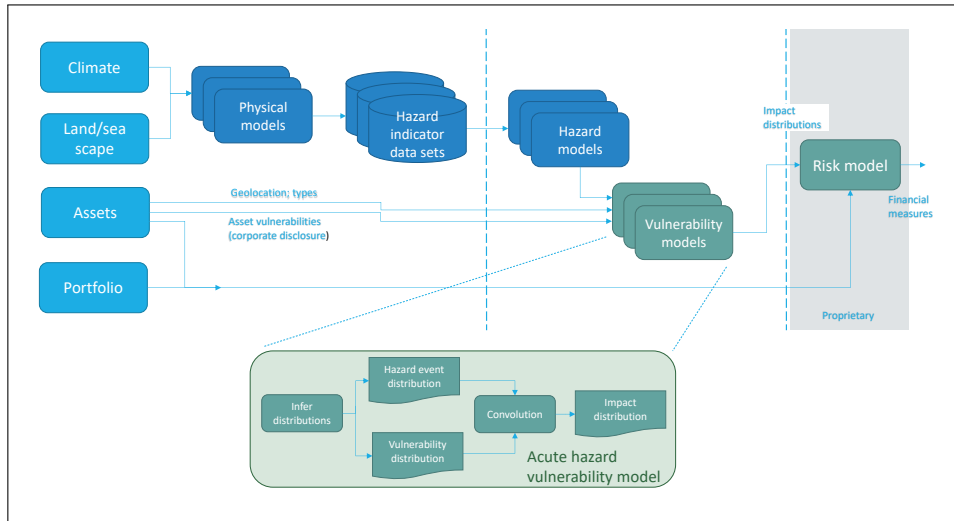 Climate
Land/sea
scape
Physical
models
Hazard
indicator
data sets
Hazard
models
Impact
distributions
Risk model
Financial
measures
Assets
Geolocation; types
Asset vulnerabilities
(corporate disclosure)
Vulnerability
models
Portfolio
Proprietary
Infer
distributions
Hazard event
distribution
Vulnerability
distribution
Convolution
Impact
distribution
Acute hazard
vulnerability model